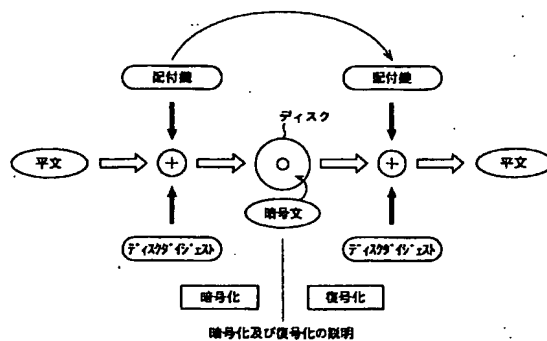 配付鍵
配付鍵
ディスク
平文
+
+
平文
暗号文
ディスクダイジェスト
ディスクダイジェスト
暗号化
復号化
暗号化及び復号化の説明